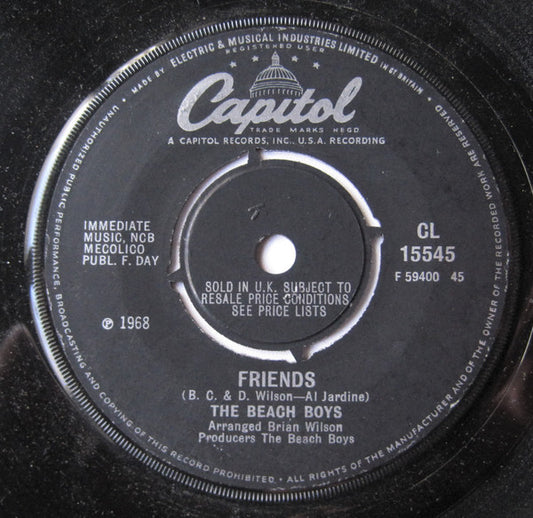 MADE BY ELECTRIC & MUSICAL INDUSTRIES LIMITED IN GT BRITAIN
REGISTERED USER
Capitol
TRADE MARKS REGD
A CAPITOL RECORDS, INC., U.S.A. RECORDING
IMMEDIATE
MUSIC, NCB
MECOLICO
PUBL. F. DAY
CL
15545
F 59400 45
SOLD IN U.K. SUBJECT TO
RESALE PRICE CONDITIONS,
SEE PRICE LISTS
℗ 1968
FRIENDS
(B. C. & D. Wilson—Al Jardine)
THE BEACH BOYS
Arranged Brian Wilson
Producers The Beach Boys
ALL RIGHTS OF THE MANUFACTURER AND OF THE OWNER OF THE RECORDED WORK ARE RESERVED
UNAUTHORIZED PUBLIC PERFORMANCE, BROADCASTING AND COPYING OF THIS RECORD PROHIBITED